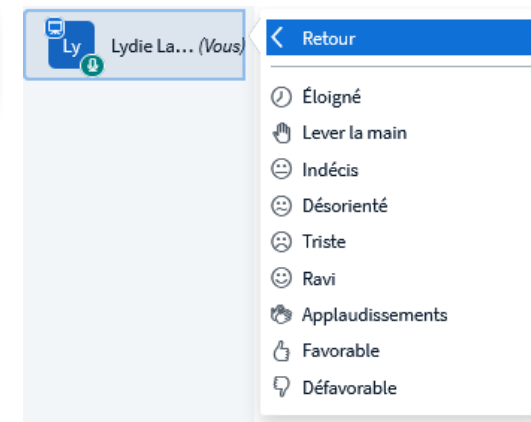 Ly Lydie La... (Vous)
Retour
Éloigné
Lever la main
Indécis
Désorienté
Triste
Ravi
Applaudissements
Favorable
Défavorable